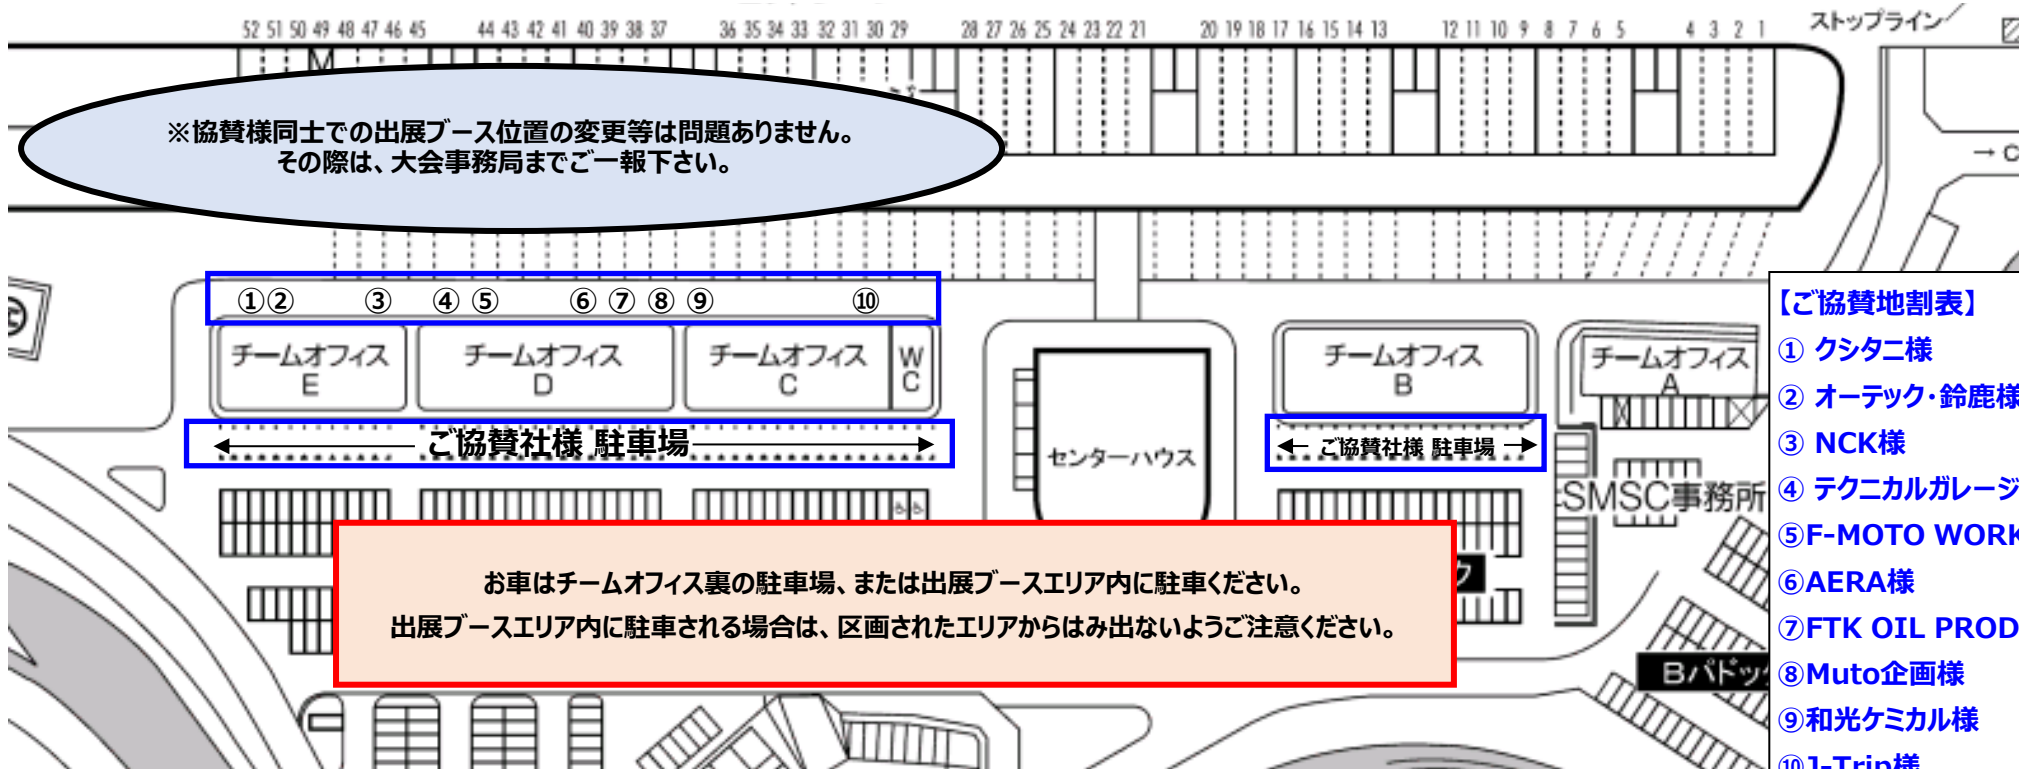 52 51 50 49 48 47 46 45 44 43 42 41 40 39 38 37 36 35 34 33 32 31 30 29 28 27 26 25 24 23 22 21 20 19 18 17 16 15 14 13 12 11 10 9 8 7 6 5 4 3 2 1
ストップライン
※協賛様同士での出展ブース位置の変更等は問題ありません。
その際は、大会事務局までご一報下さい。
→ C
① ② ③ ④ ⑤ ⑥ ⑦ ⑧ ⑨ ⑩
チームオフィス
E
チームオフィス
D
チームオフィス
C
W
C
センターハウス
チームオフィス
B
チームオフィス
A
ご協賛社様 駐車場
ご協賛社様 駐車場
SMSC事務所
お車はチームオフィス裏の駐車場、または出展ブースエリア内に駐車ください。
出展ブースエリア内に駐車される場合は、区画されたエリアからはみ出ないようご注意ください。
Bパドッ
【ご協賛地割表】
① クシタニ様
② オーテック・鈴鹿様
③ NCK様
④ テクニカルガレージ
⑤F-MOTO WORK
⑥AERA様
⑦FTK OIL PROD
⑧Muto企画様
⑨和光ケミカル様
⑩J-Trip様